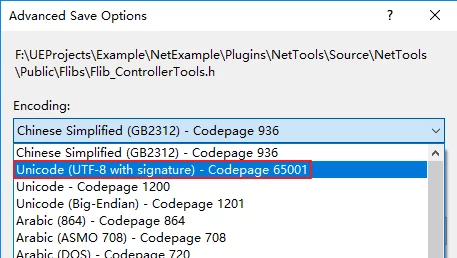 Advanced Save Options
F:\UEProjects\Example\NetExample\Plugins\NetTools\Source\NetTools
\Public\Flibs\Flib_ControllerTools.h
Encoding:
Chinese Simplified (GB2312) - Codepage 936
Chinese Simplified (GB2312) - Codepage 936
Unicode (UTF-8 with signature) - Codepage 65001
Unicode - Codepage 1200
Unicode (Big-Endian) - Codepage 1201
Arabic (864) - Codepage 864
Arabic (ASMO 708) - Codepage 708
Arabic (DOS) - Codepage 720